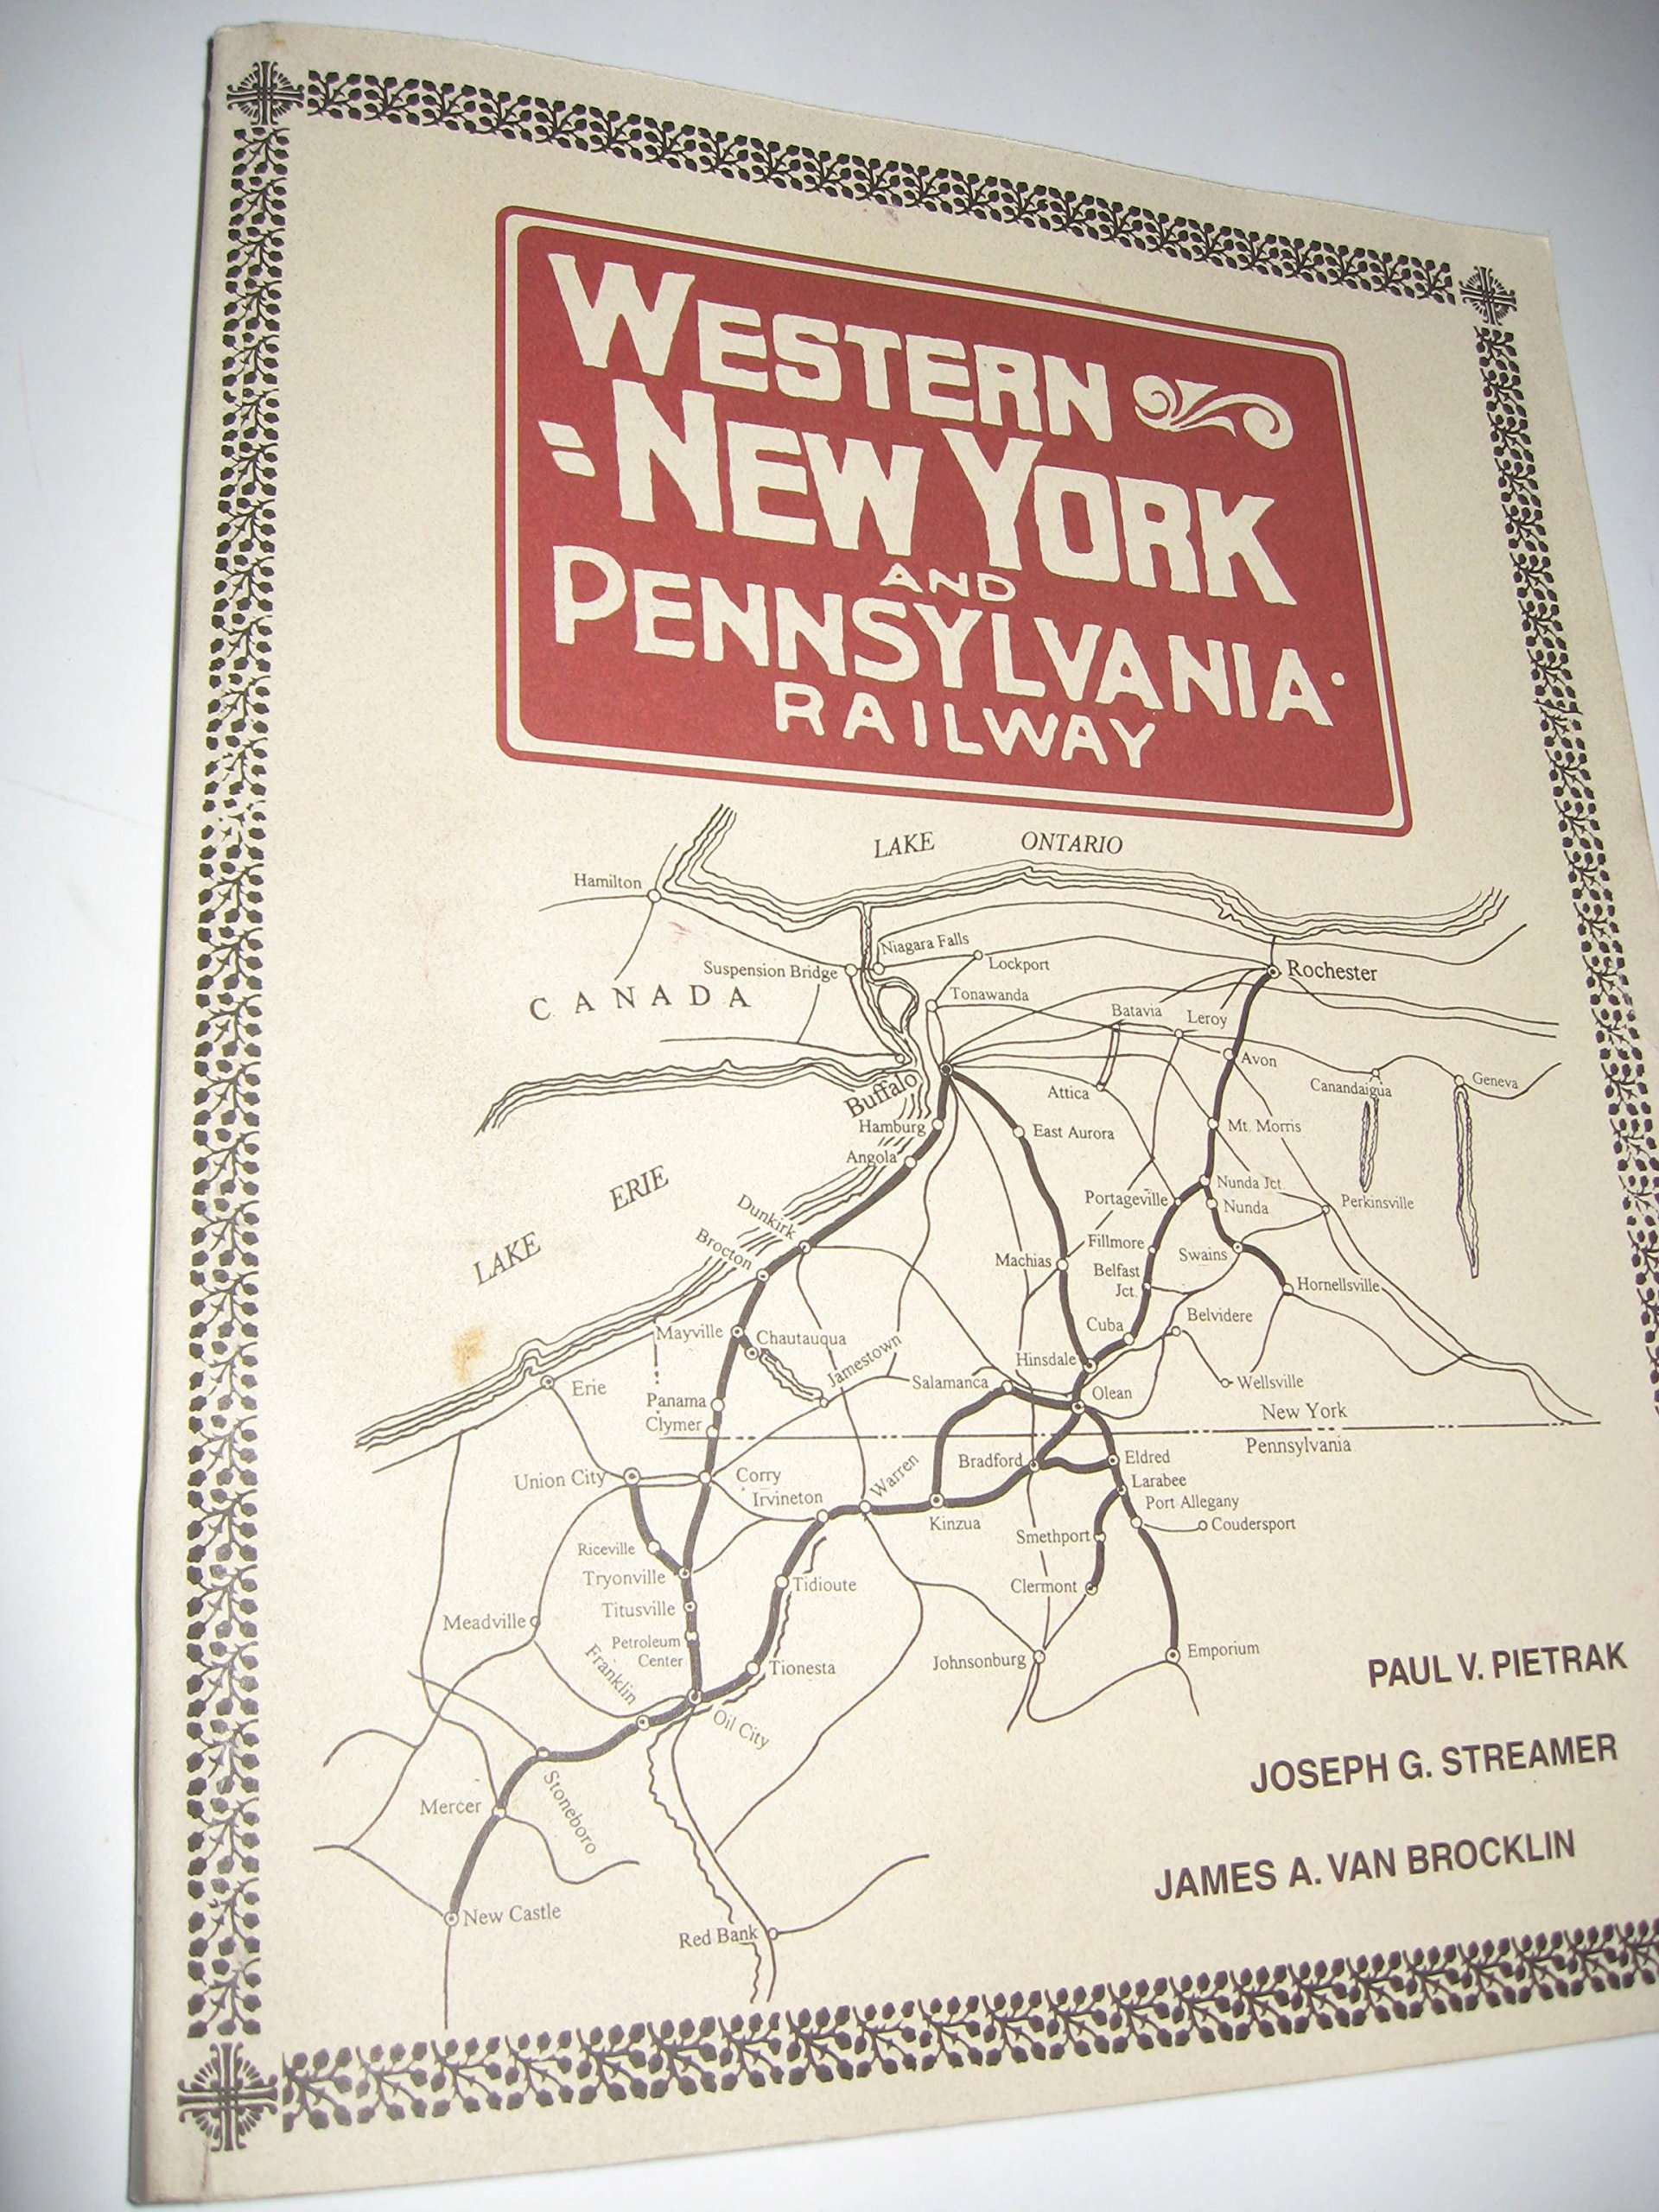 WESTERN
NEW YORK
AND
PENNSYLVANIA
RAILWAY
LAKE ONTARIO
Hamilton
Niagara Falls
Suspension Bridge
Lockport
Rochester
CANADA
Tonawanda
Batavia
Leroy
Avon
Buffalo
Attica
Canandaigua
Geneva
Hamburg
East Aurora
Mt. Morris
Angola
LAKE ERIE
Dunkirk
Portageville
Nunda Jct.
Nunda
Perkinsville
Brocton
Machias
Fillmore
Swains
Belfast
Jct.
Hornellsville
Mayville
Chautauqua
Cuba
Belvidere
Jamestown
Hinsdale
Erie
Salamanca
Olean
Wellsville
Panama
Clymer
New York
Pennsylvania
Union City
Corry
Warren
Bradford
Eldred
Larabee
Irvineton
Port Allegany
Kinzua
Coudersport
Riceville
Smethport
Tryonville
Tidioute
Clermont
Titusville
Meadville
Petroleum
Center
Franklin
Tionesta
Johnsonburg
Emporium
Oil City
Mercer
Stoneboro
New Castle
Red Bank
PAUL V. PIETRAK
JOSEPH G. STREAMER
JAMES A. VAN BROCKLIN